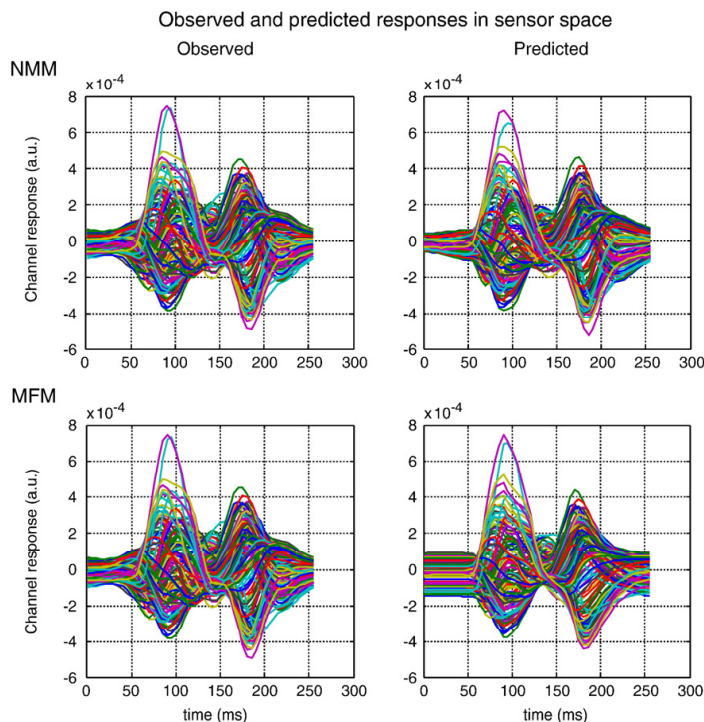 Observed and predicted responses in sensor space
Observed
Predicted
NMM
×10-4
8
6
4
2
0
-2
-4
-6
Channel response (a.u.)
0 50 100 150 200 250 300
×10-4
8
6
4
2
0
-2
-4
-6
0 50 100 150 200 250 300
MFM
×10-4
8
6
4
2
0
-2
-4
-6
Channel response (a.u.)
0 50 100 150 200 250 300
time (ms)
×10-4
8
6
4
2
0
-2
-4
-6
0 50 100 150 200 250 300
time (ms)